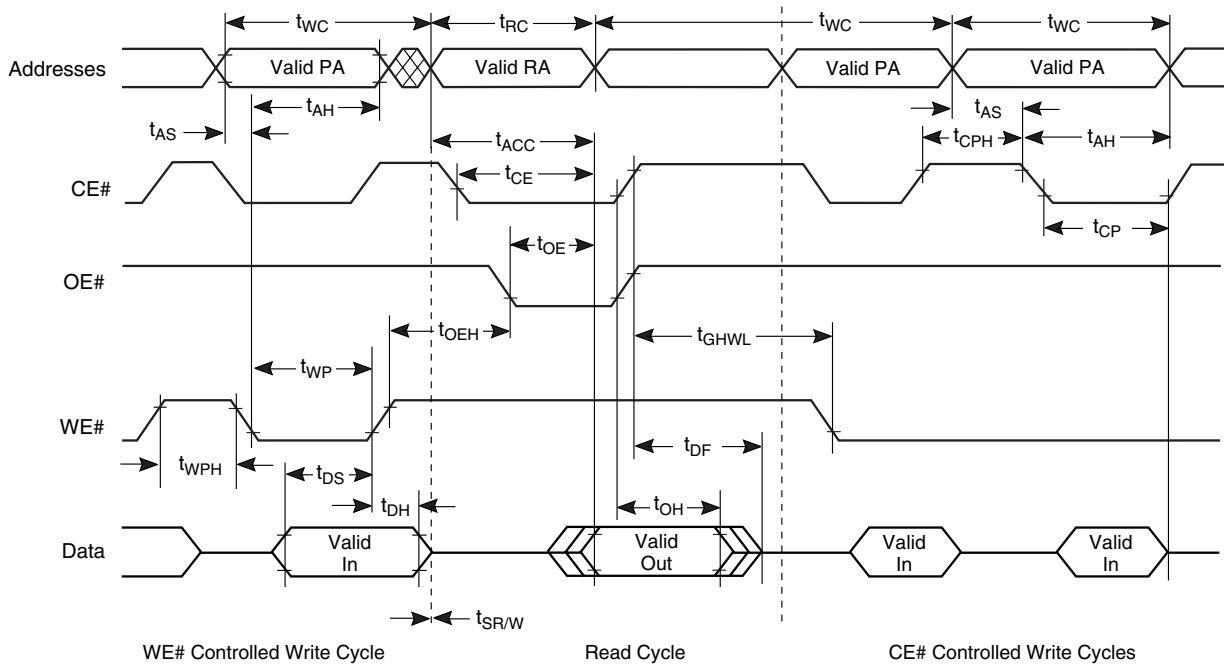 tWC tRC tWC tWC
Addresses Valid PA Valid RA Valid PA Valid PA
tAH tAS
tAS tACC tCPH tAH
CE# tCE
tOE tCP
OE#
tOEH tGHWL
tWP
WE#
tWPH tDS tDF
tDH tOH
Data Valid In Valid Out Valid In Valid In
tSR/W
WE# Controlled Write Cycle Read Cycle CE# Controlled Write Cycles